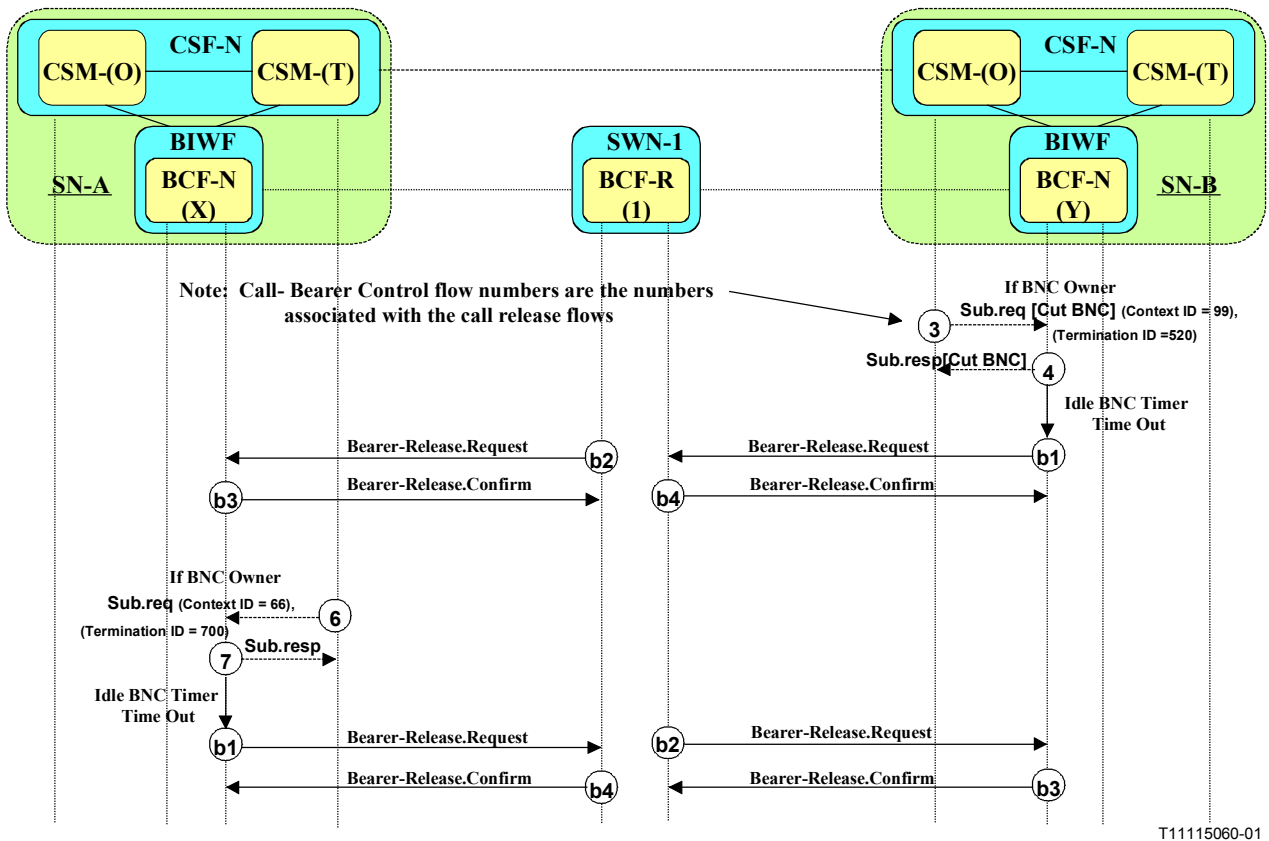 CSF-N
CSM-(O)
CSM-(T)
CSF-N
CSM-(O)
CSM-(T)
BIWF
SWN-1
BIWF
SN-A
BCF-N
(X)
BCF-R
(1)
BCF-N
(Y)
SN-B
Note: Call- Bearer Control flow numbers are the numbers
associated with the call release flows
If BNC Owner
3
Sub.req [Cut BNC] (Context ID = 99),
(Termination ID =520)
Sub.resp[Cut BNC]
4
Idle BNC Timer
Time Out
Bearer-Release.Request
b2
Bearer-Release.Request
b1
b3
Bearer-Release.Confirm
b4
Bearer-Release.Confirm
If BNC Owner
Sub.req (Context ID = 66),
6
(Termination ID = 700)
7
Sub.resp
Idle BNC Timer
Time Out
b1
Bearer-Release.Request
b2
Bearer-Release.Request
Bearer-Release.Confirm
b4
Bearer-Release.Confirm
b3
T11115060-01